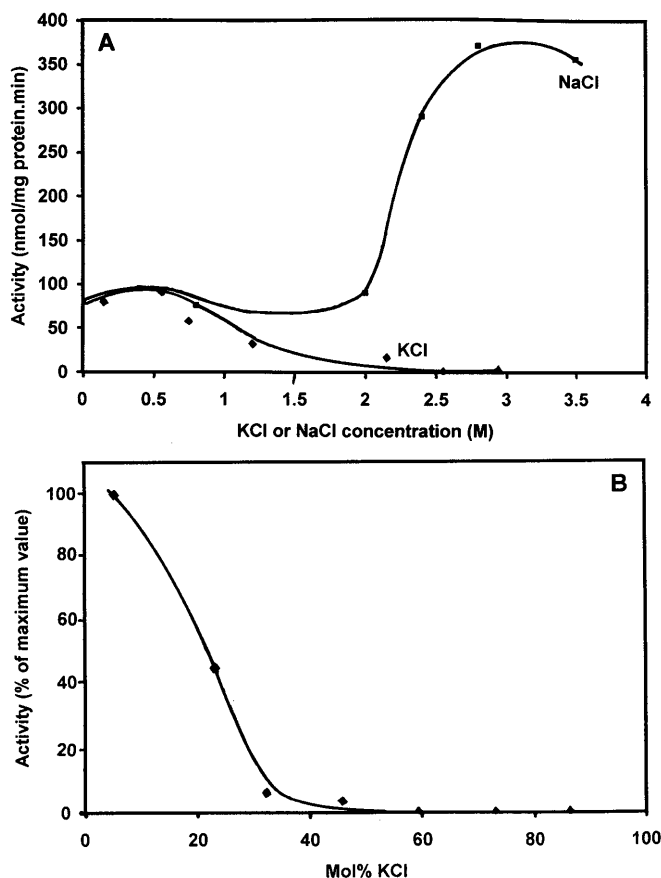 A
Activity (nmol/mg protein.min)
400
350
300
250
200
150
100
50
0
NaCl
KCl
0 0.5 1 1.5 2 2.5 3 3.5 4
KCl or NaCl concentration (M)
B
Activity (% of maximum value)
100
80
60
40
20
0
0 20 40 60 80 100
Mol% KCl